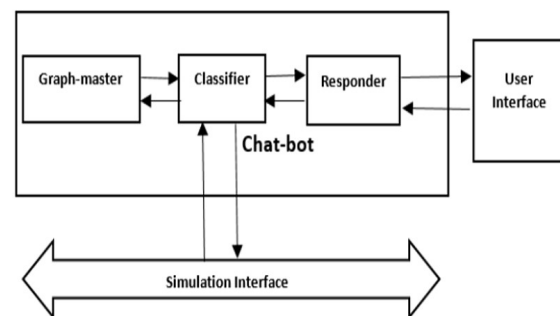 Graph-master
Classifier
Responder
User
Interface
Chat-bot
Simulation Interface